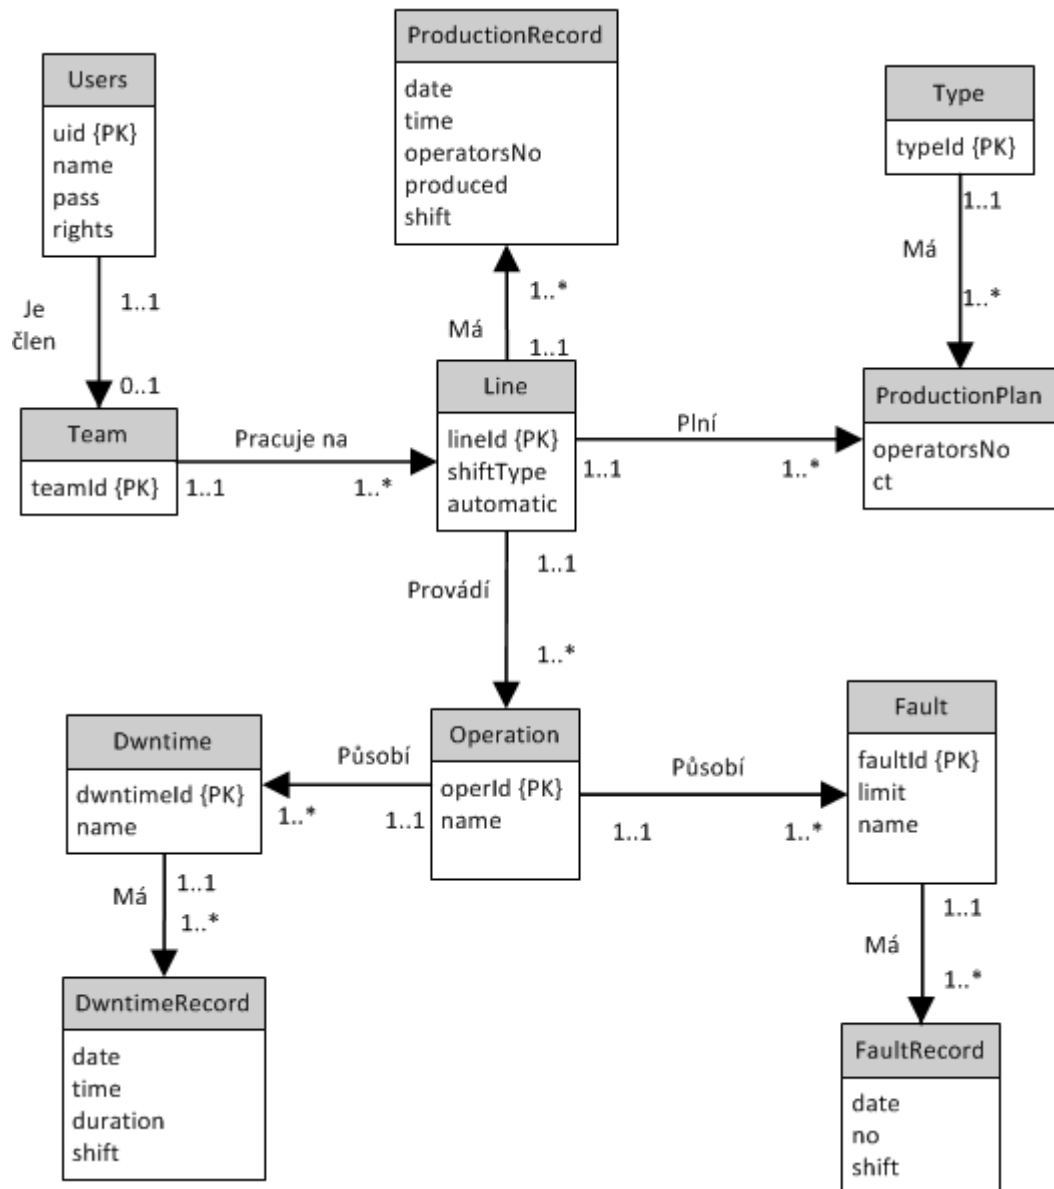 ProductionRecord
date
time
operatorsNo
produced
shift
Users
uid {PK}
name
pass
rights
Type
typeId {PK}
1..1
Má
1..*
Je
člen
1..1
0..1
1..*
Má
1..1
Team
teamId {PK}
Pracuje na
1..1
1..*
Line
lineId {PK}
shiftType
automatic
Plní
1..1
1..*
ProductionPlan
operatorsNo
ct
1..1
Provádí
1..*
Dwntime
dwntimeId {PK}
name
Působí
1..*
1..1
Operation
operId {PK}
name
Působí
1..1
1..*
Fault
faultId {PK}
limit
name
1..1
Má
1..*
1..1
Má
1..*
DwntimeRecord
date
time
duration
shift
FaultRecord
date
no
shift